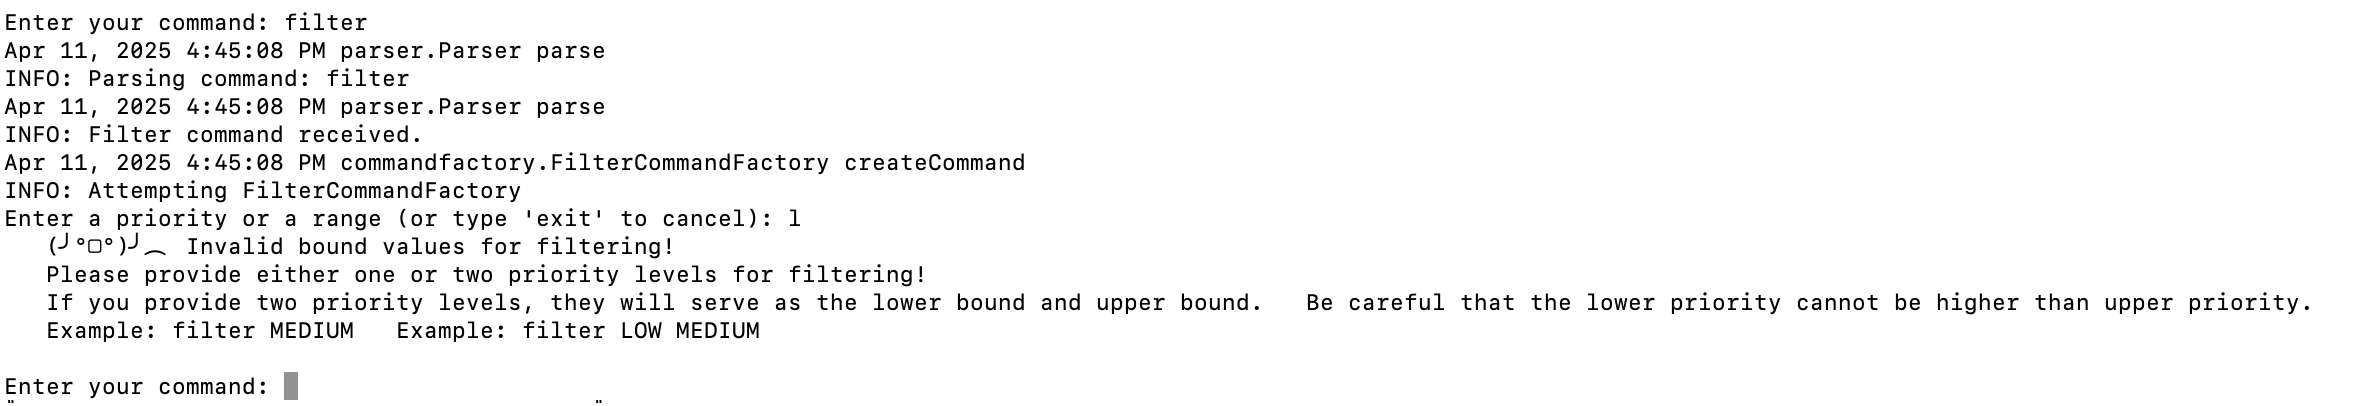 Enter your command: filter
Apr 11, 2025 4:45:08 PM parser.Parser parse
INFO: Parsing command: filter
Apr 11, 2025 4:45:08 PM parser.Parser parse
INFO: Filter command received.
Apr 11, 2025 4:45:08 PM commandfactory.FilterCommandFactory createCommand
INFO: Attempting FilterCommandFactory
Enter a priority or a range (or type 'exit' to cancel): l
   (╯°□°)╯︵ Invalid bound values for filtering!
   Please provide either one or two priority levels for filtering!
   If you provide two priority levels, they will serve as the lower bound and upper bound.   Be careful that the lower priority cannot be higher than upper priority.
   Example: filter MEDIUM   Example: filter LOW MEDIUM
Enter your command: